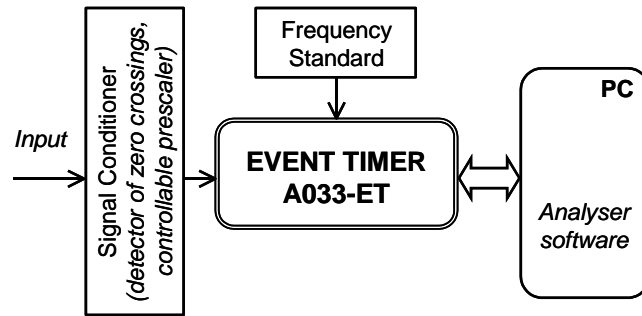 Input
Signal Conditioner
(detector of zero crossings,
controllable prescaler)
Frequency
Standard
EVENT TIMER
A033-ET
PC
Analyser
software